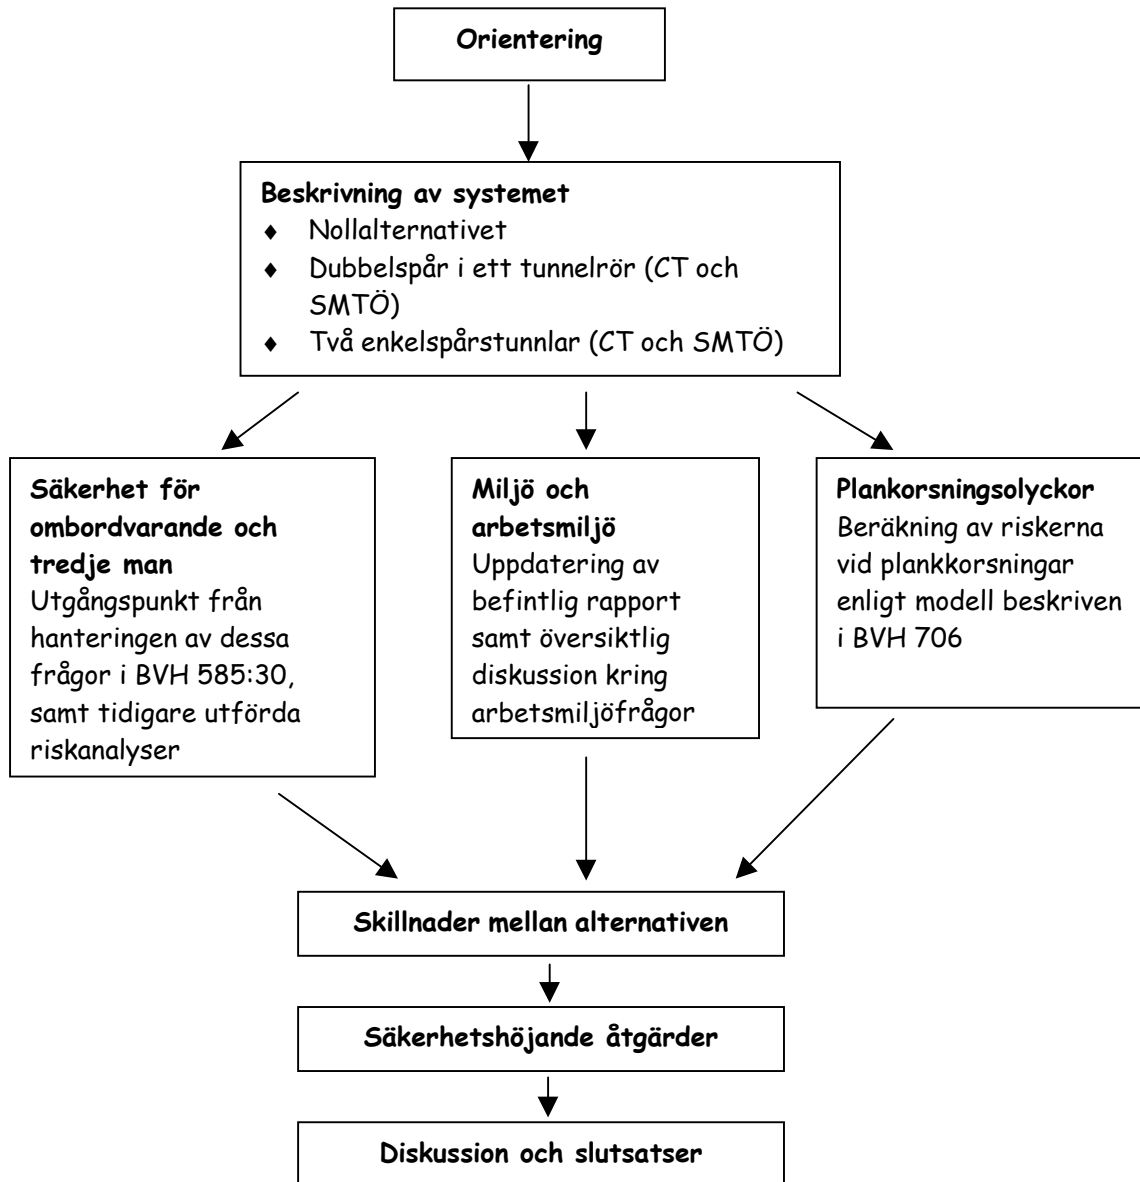 Orientering
Beskrivning av systemet
♦ Nollalternativet
♦ Dubbelspår i ett tunnelrör (CT och
SMTÖ)
♦ Två enkelspårstunnlar (CT och SMTÖ)
Säkerhet för
ombordvarande och
tredje man
Utgångspunkt från
hanteringen av dessa
frågor i BVH 585:30,
samt tidigare utförda
riskanalyser
Miljö och
arbetsmiljö
Uppdatering av
befintlig rapport
samt översiktlig
diskussion kring
arbetsmiljöfrågor
Plankorsningsolyckor
Beräkning av riskerna
vid plankkorsningar
enligt modell beskriven
i BVH 706
Skillnader mellan alternativen
Säkerhetshöjande åtgärder
Diskussion och slutsatser